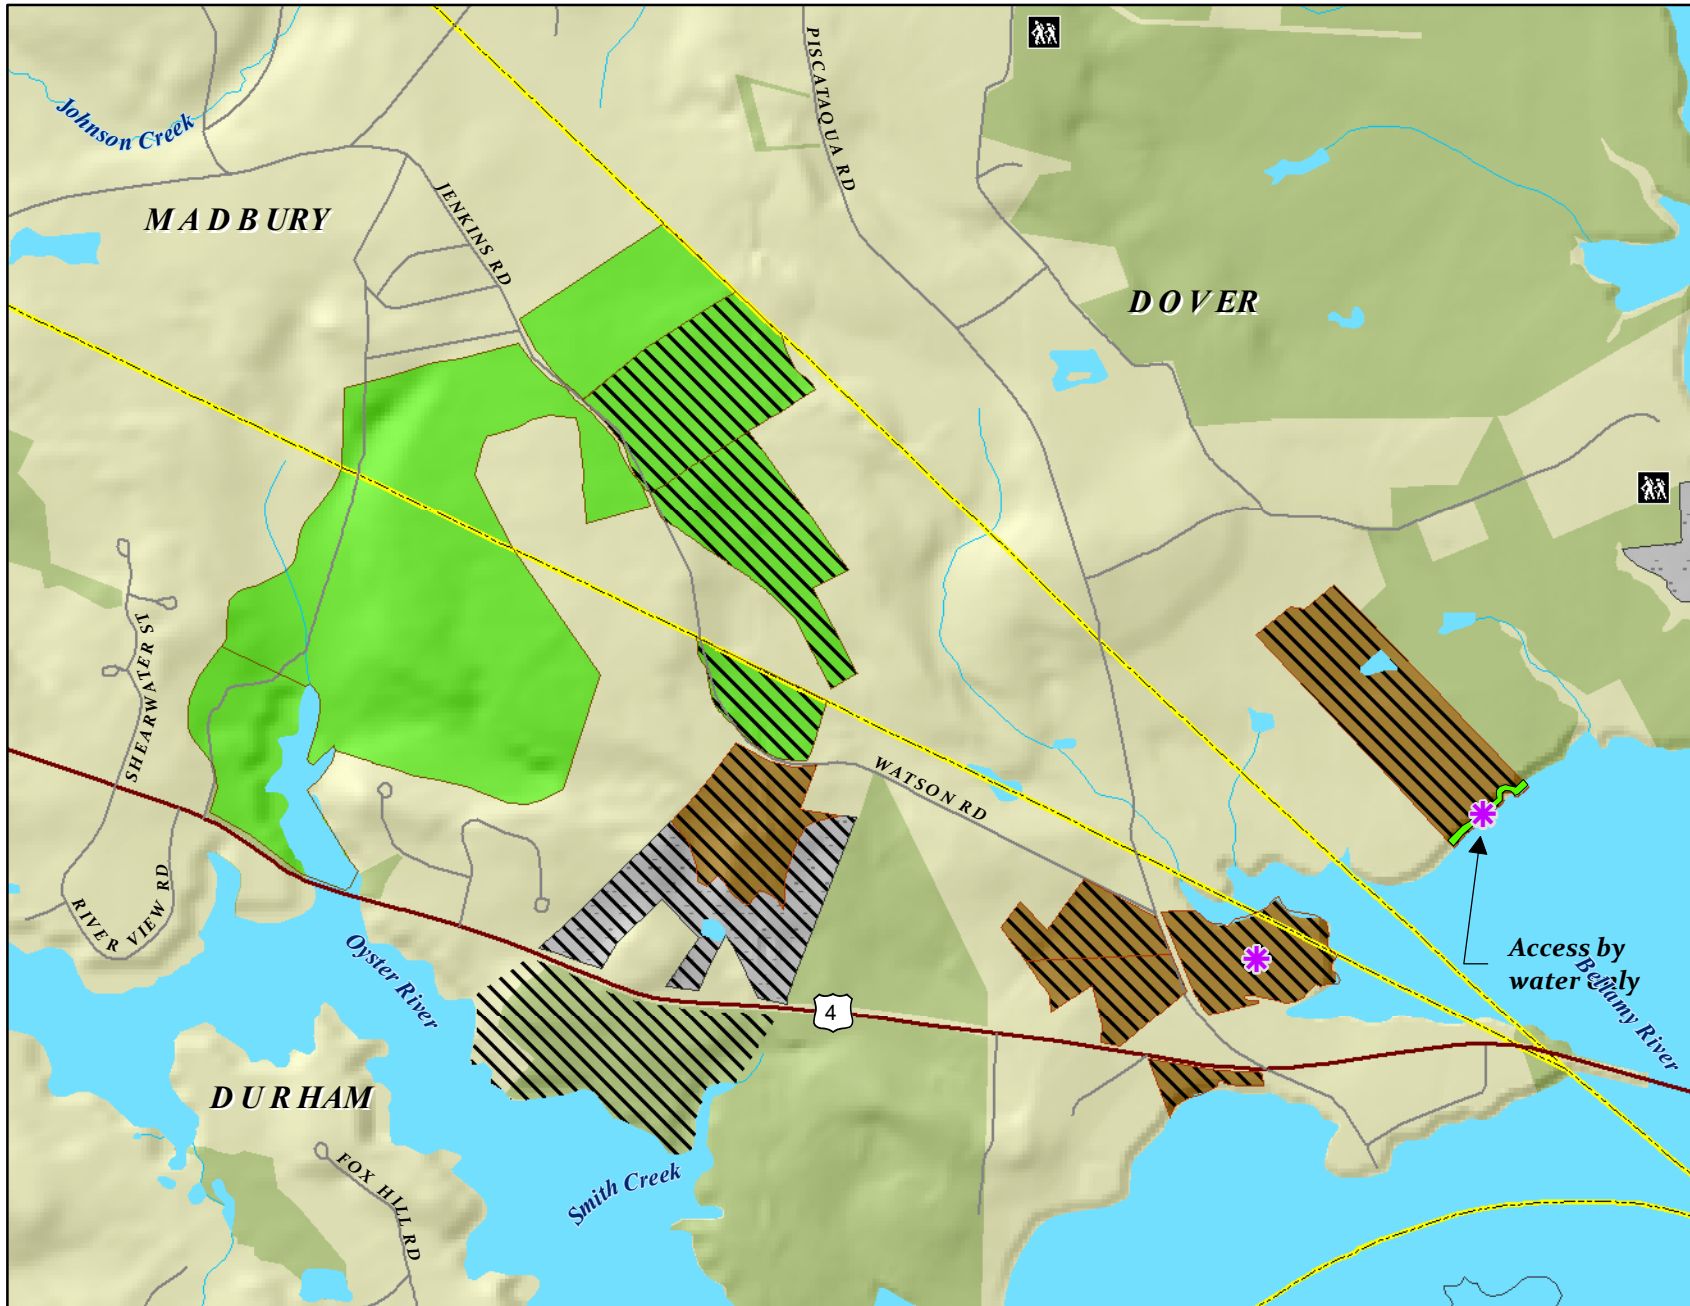 PISCATAQUA RD
Johnson Creek
JENKINS RD
MADBURY
DOVER
SHEARWATER ST
WATSON RD
RIVER VIEW RD
Oyster River
Access by
water only
Bellamy River
4
DURHAM
FOX HILL RD
Smith Creek